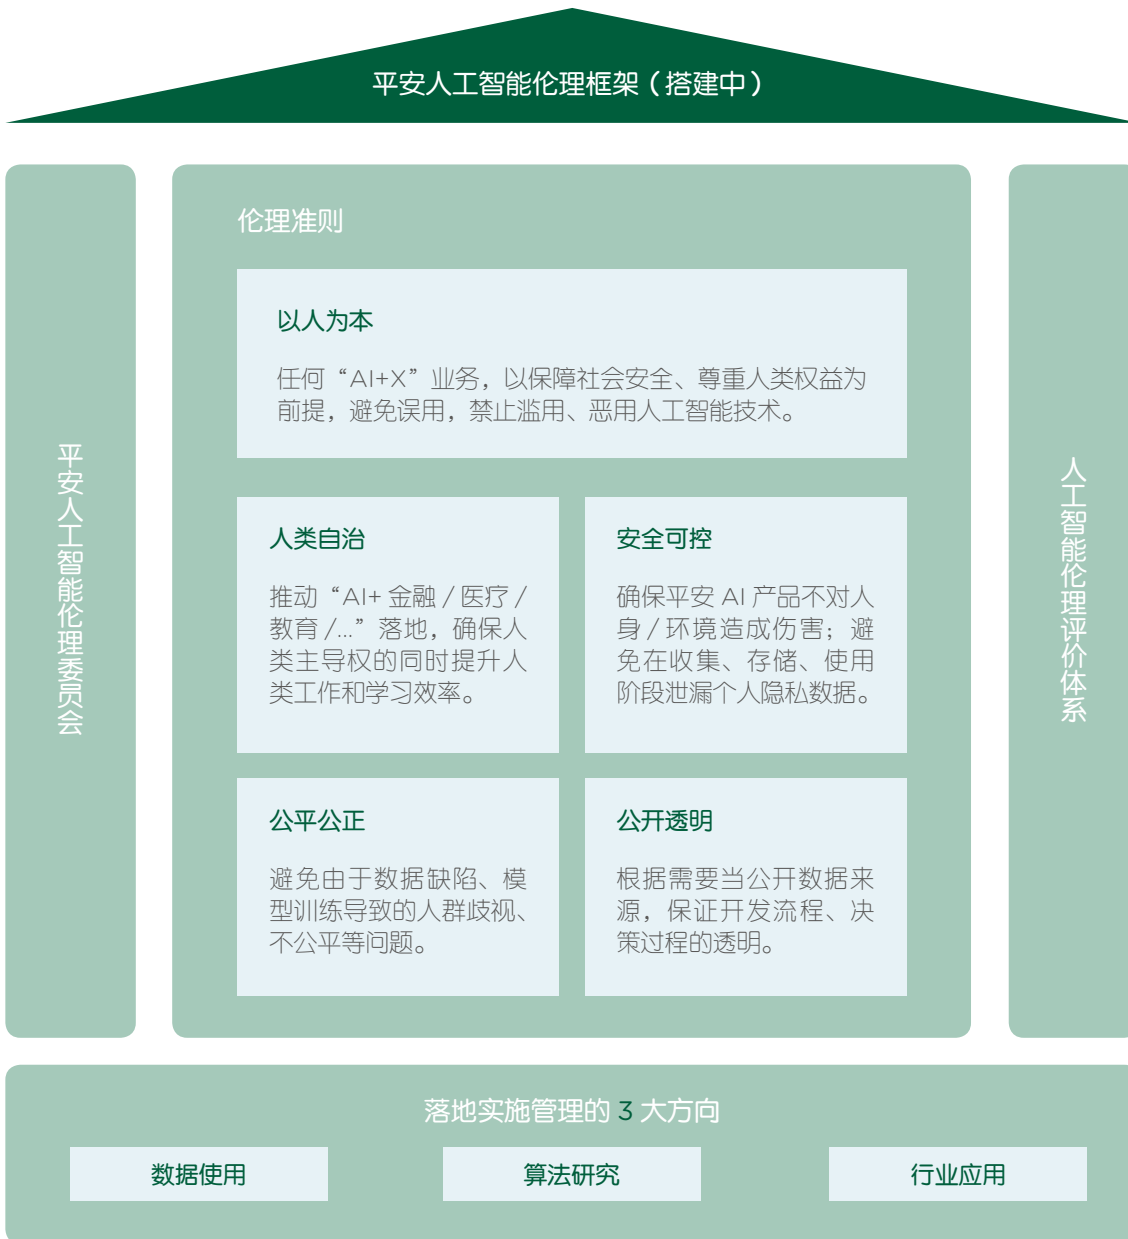 平安人工智能伦理框架（搭建中）
平安人工智能伦理委员会
伦理准则
以人为本
任何“AI+X”业务，以保障社会安全、尊重人类权益为
前提，避免误用，禁止滥用、恶用人工智能技术。
人类自治
推动“AI+ 金融 / 医疗 /
教育 /...”落地，确保人
类主导权的同时提升人
类工作和学习效率。
安全可控
确保平安 AI 产品不对人
身 / 环境造成伤害；避
免在收集、存储、使用
阶段泄漏个人隐私数据。
公平公正
避免由于数据缺陷、模
型训练导致的人群歧视、
不公平等问题。
公开透明
根据需要当公开数据来
源，保证开发流程、决
策过程的透明。
人工智能伦理评价体系
落地实施管理的 3 大方向
数据使用
算法研究
行业应用